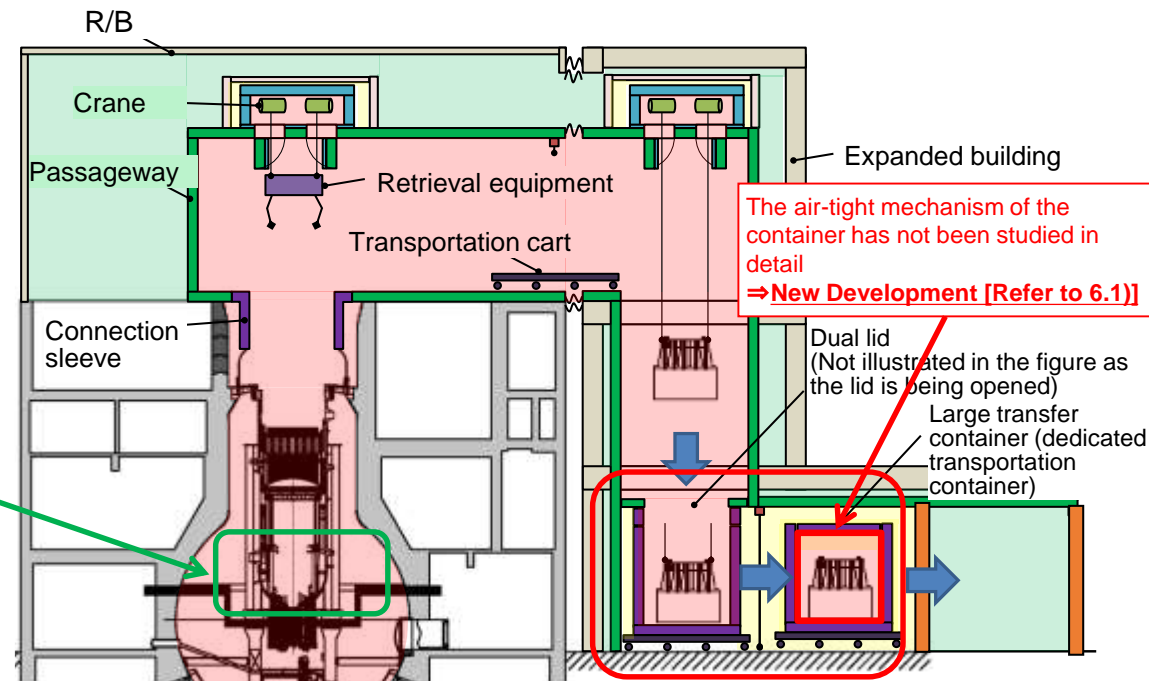 R/B
Crane
Passageway
Retrieval equipment
Expanded building
The air-tight mechanism of the
container has not been studied in
detail
⇒New Development [Refer to 6.1)]
Transportation cart
Connection
sleeve
Dual lid
(Not illustrated in the figure as
the lid is being opened)
Large transfer
container (dedicated
transportation
container)